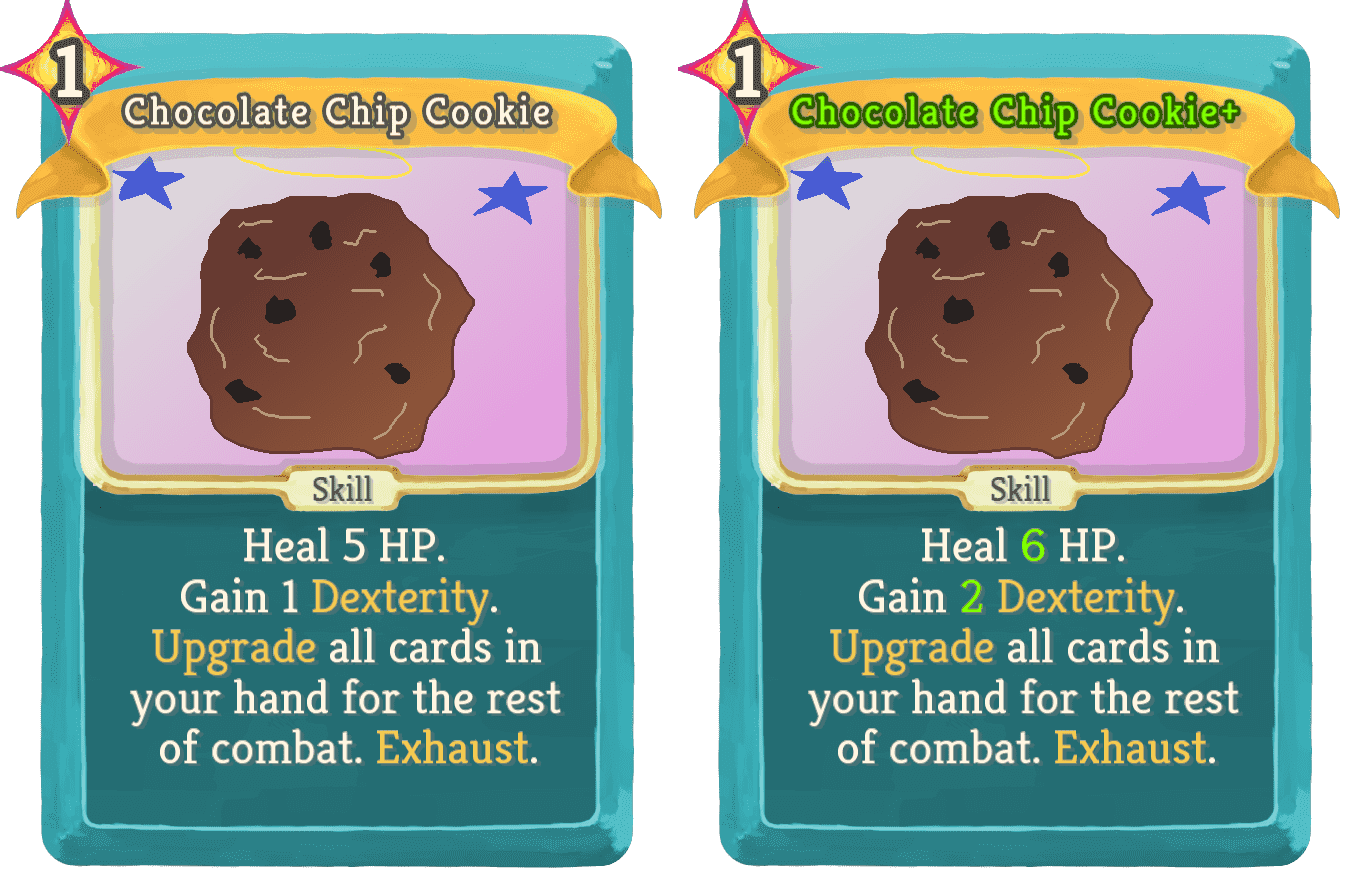 1
Chocolate Chip Cookie
Skill
Heal 5 HP.
Gain 1 Dexterity.
Upgrade all cards in
your hand for the rest
of combat. Exhaust.
1
Chocolate Chip Cookie+
Skill
Heal 6 HP.
Gain 2 Dexterity.
Upgrade all cards in
your hand for the rest
of combat. Exhaust.